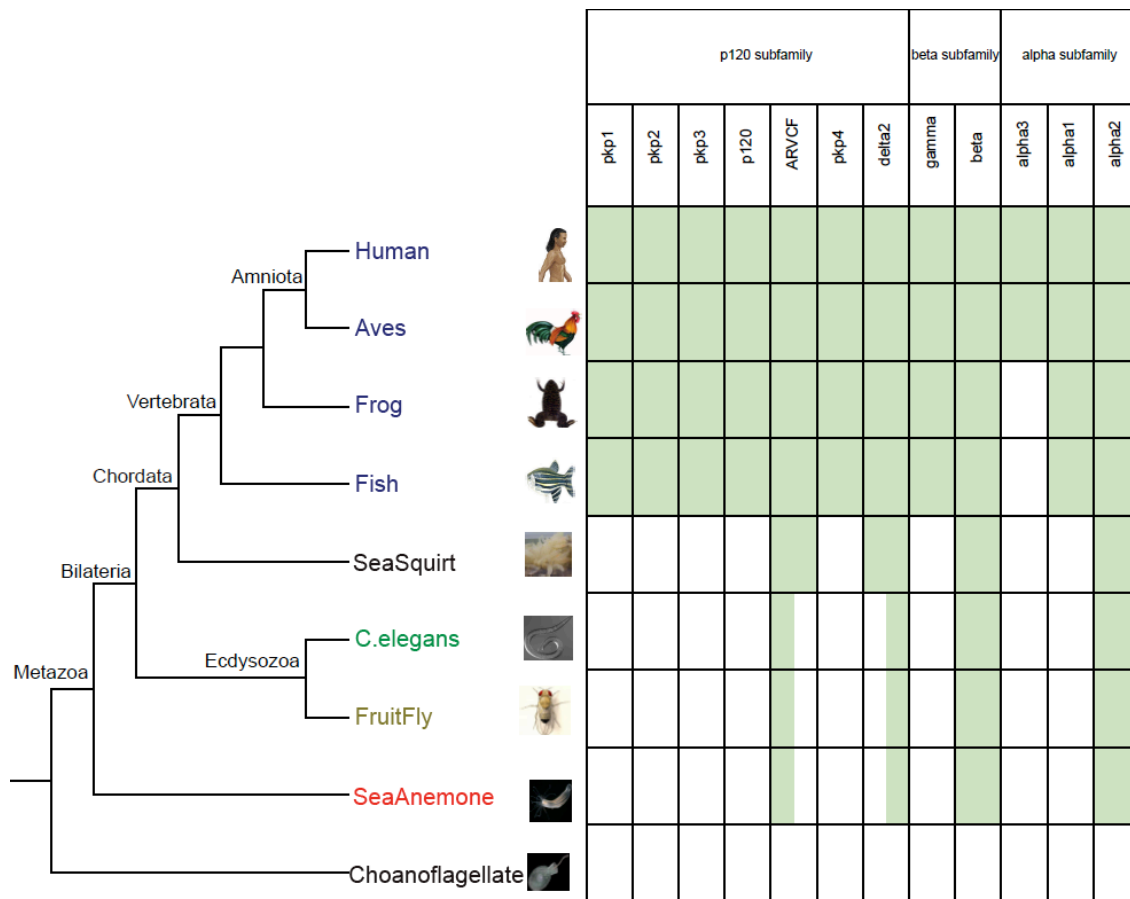 p120 subfamily
beta subfamily
alpha subfamily
pkp1
pkp2
pkp3
p120
ARVCF
pkp4
delta2
gamma
beta
alpha3
alpha1
alpha2
Human
Amniota
Aves
Vertebrata
Frog
Chordata
Fish
Bilateria
SeaSquirt
C.elegans
Ecdysozoa
Metazoa
FruitFly
SeaAnemone
Choanoflagellate